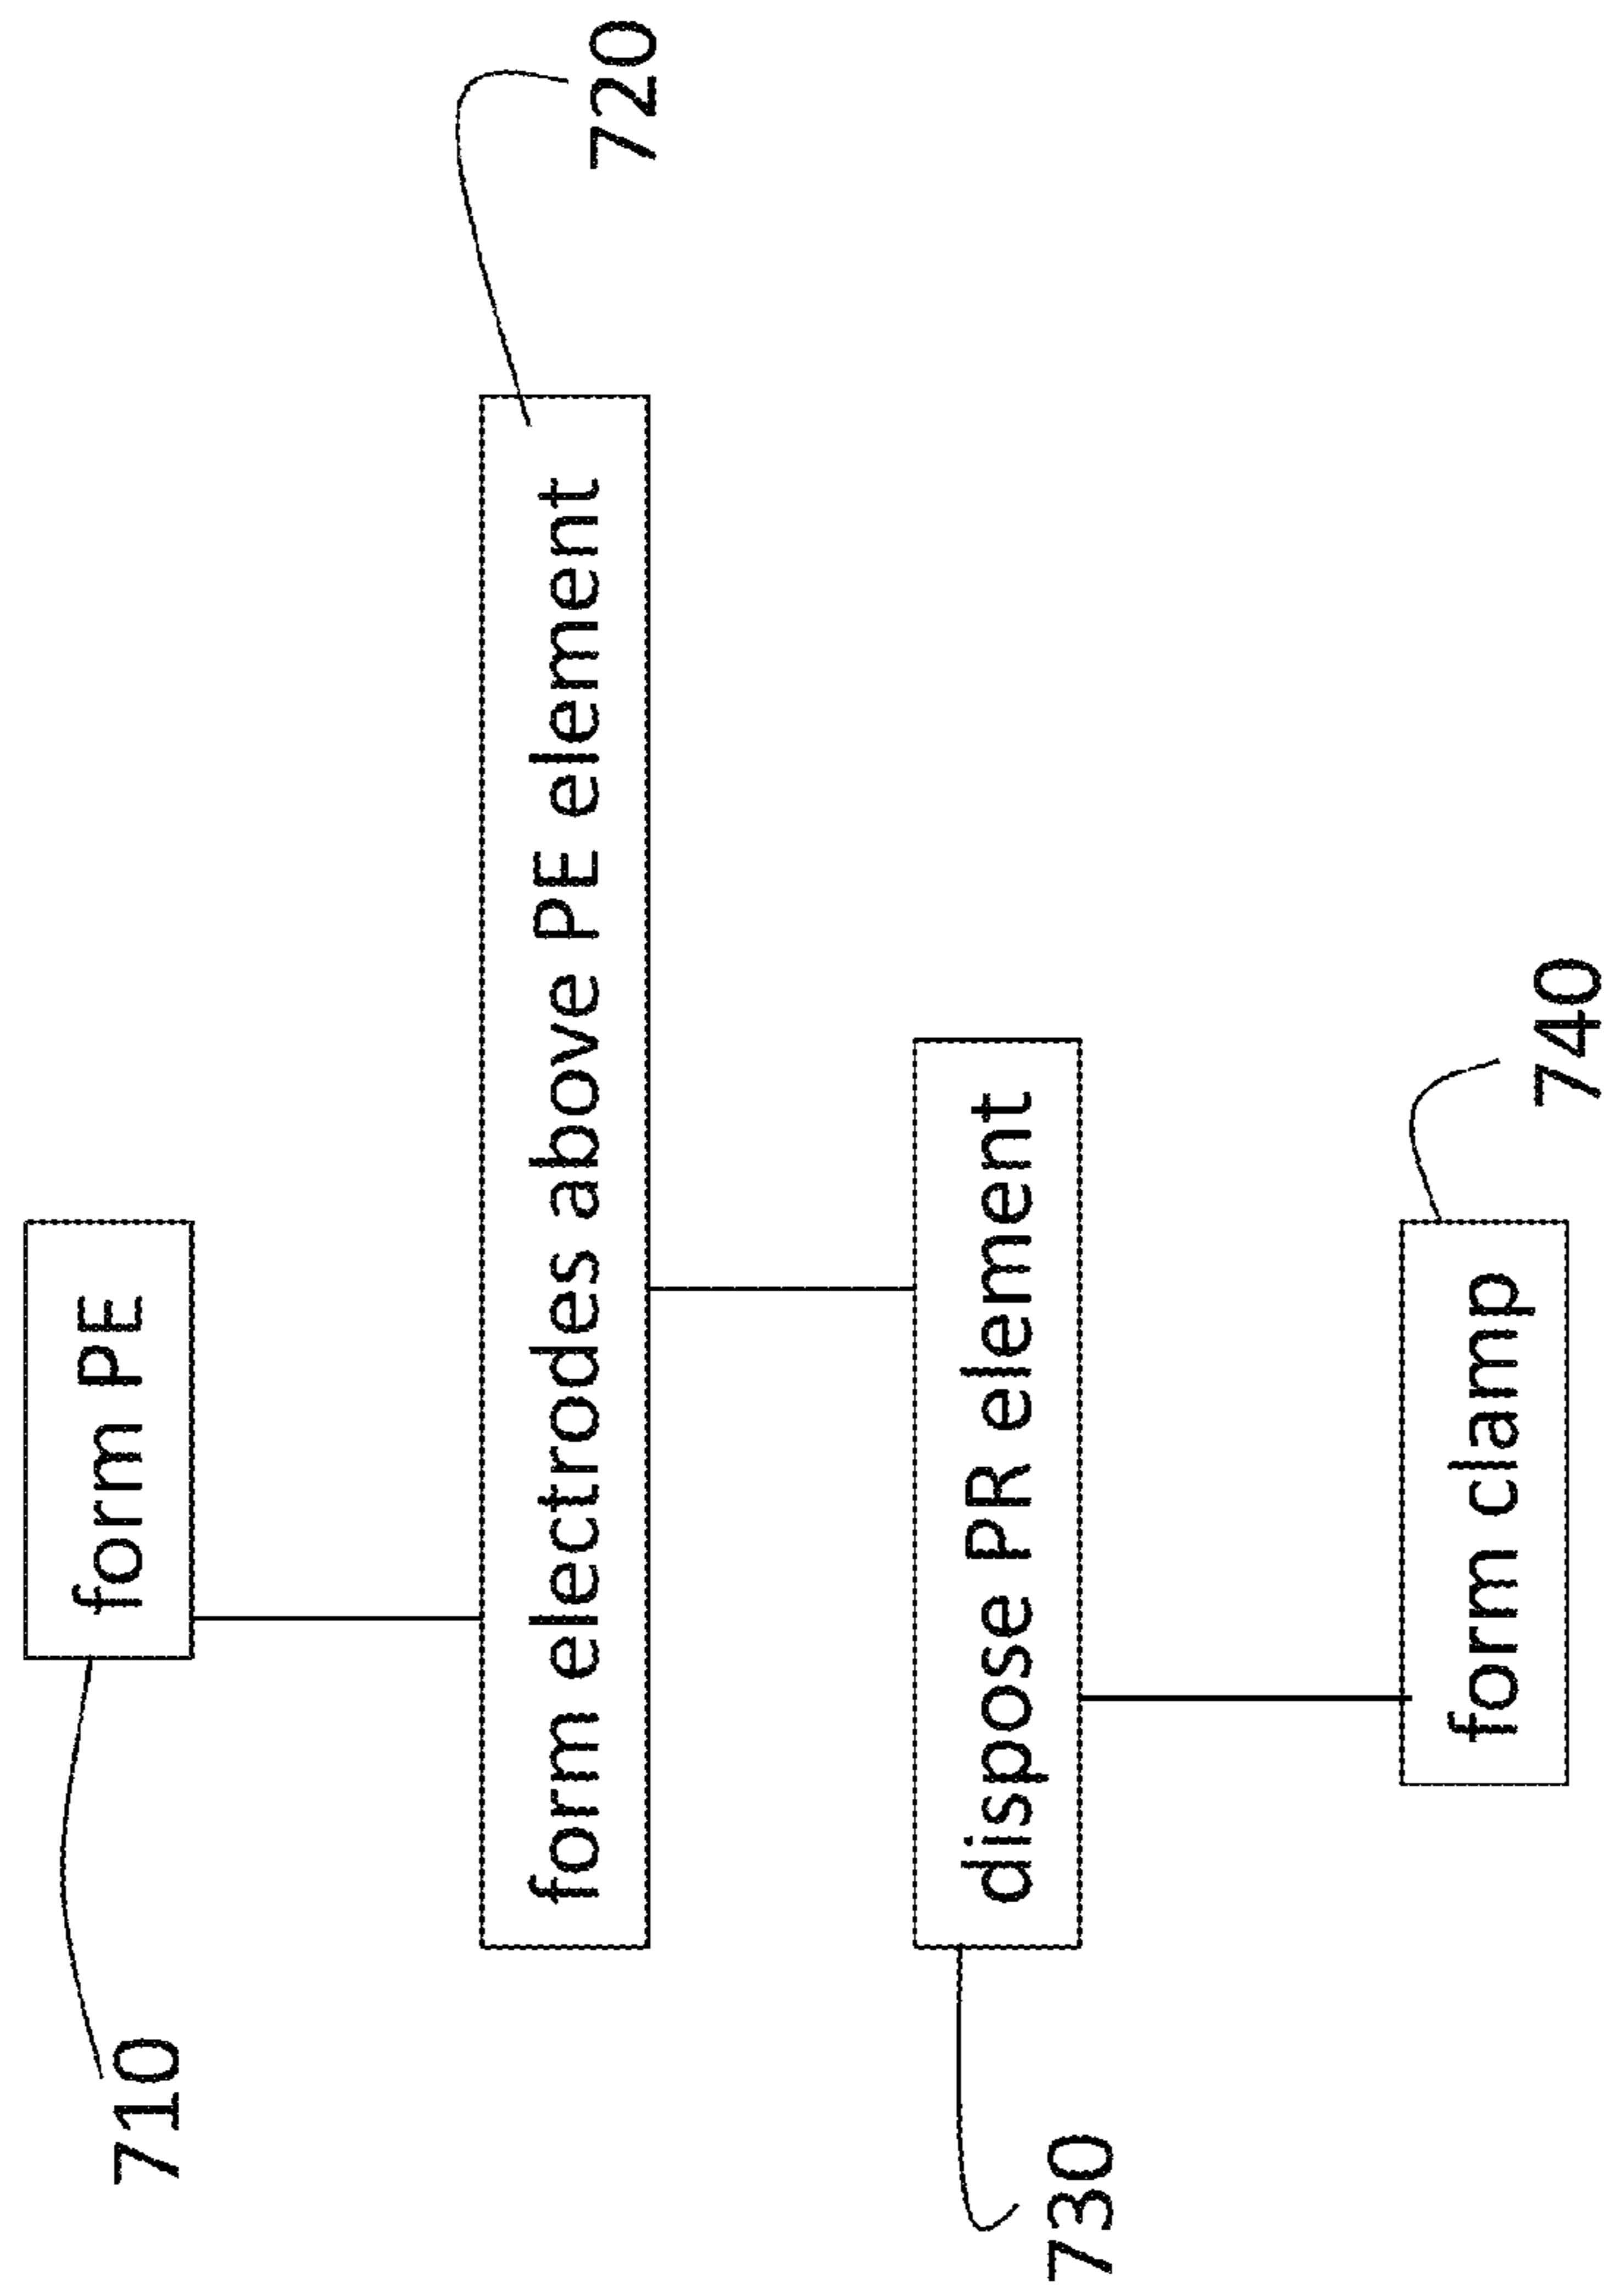 710
form PE
form electrodes above PE element
720
730
dispose PR element
form clamp
740